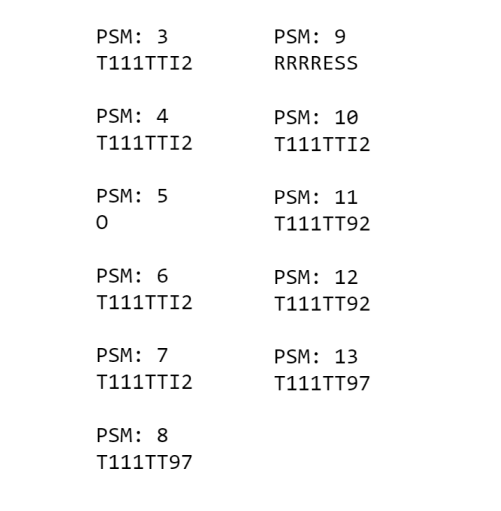 PSM: 3
T111TTI2
PSM: 4
T111TTI2
PSM: 5
O
PSM: 6
T111TTI2
PSM: 7
T111TTI2
PSM: 8
T111TT97
PSM: 9
RRRRESS
PSM: 10
T111TTI2
PSM: 11
T111TT92
PSM: 12
T111TT92
PSM: 13
T111TT97